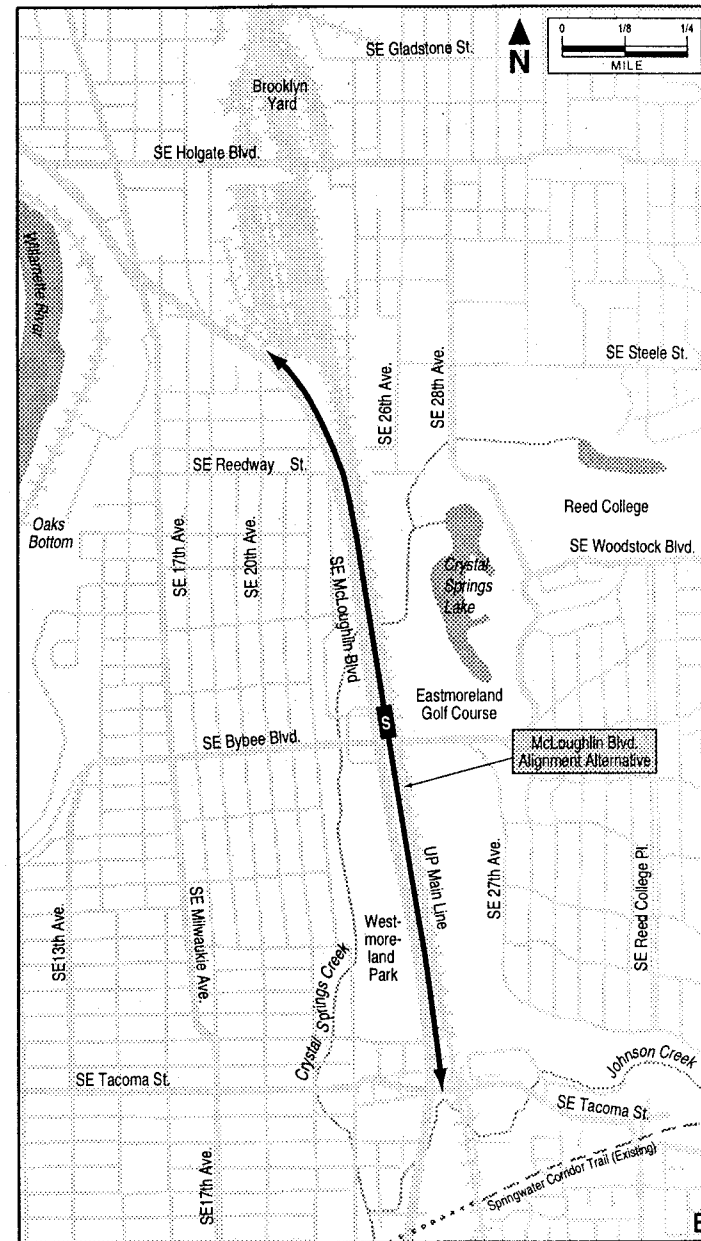 0 1/8 1/4
MILE
N
SE Gladstone St.
Brooklyn
Yard
SE Holgate Blvd.
Willamette River
SE Steele St.
SE 26th Ave.
SE 28th Ave.
SE Reedway St.
Reed College
Oaks
Bottom
SE 17th Ave.
SE 20th Ave.
SE McLoughlin Blvd
Crystal
Springs
Lake
SE Woodstock Blvd.
Eastmoreland
Golf Course
S
SE Bybee Blvd.
McLoughlin Blvd.
Alignment Alternative
UP Main Line
SE 27th Ave.
SE Reed College Pl.
SE13th Ave.
SE Milwaukie Ave.
West-
more-
land
Park
Crystal Springs Creek
SE Tacoma St.
Johnson Creek
SE Tacoma St.
SE17th Ave.
Springwater Corridor Trail (Existing)